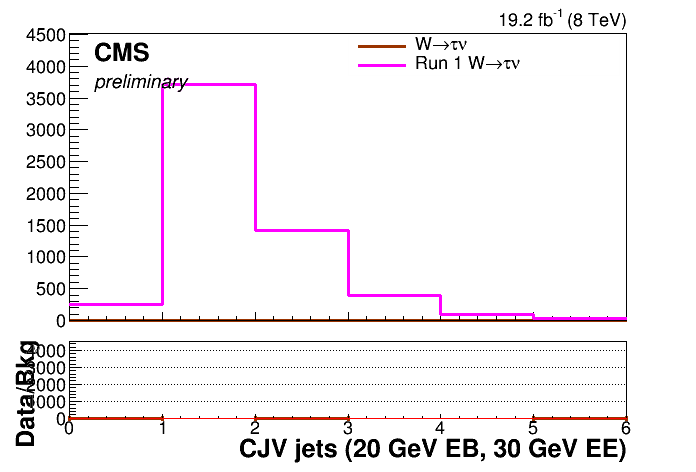 19.2 fb⁻¹ (8 TeV)
CMS
preliminary
W→τν
Run 1 W→τν
4500
4000
3500
3000
2500
2000
1500
1000
500
0
Data/Bkg
0
0 1 2 3 4 5 6
CJV jets (20 GeV EB, 30 GeV EE)